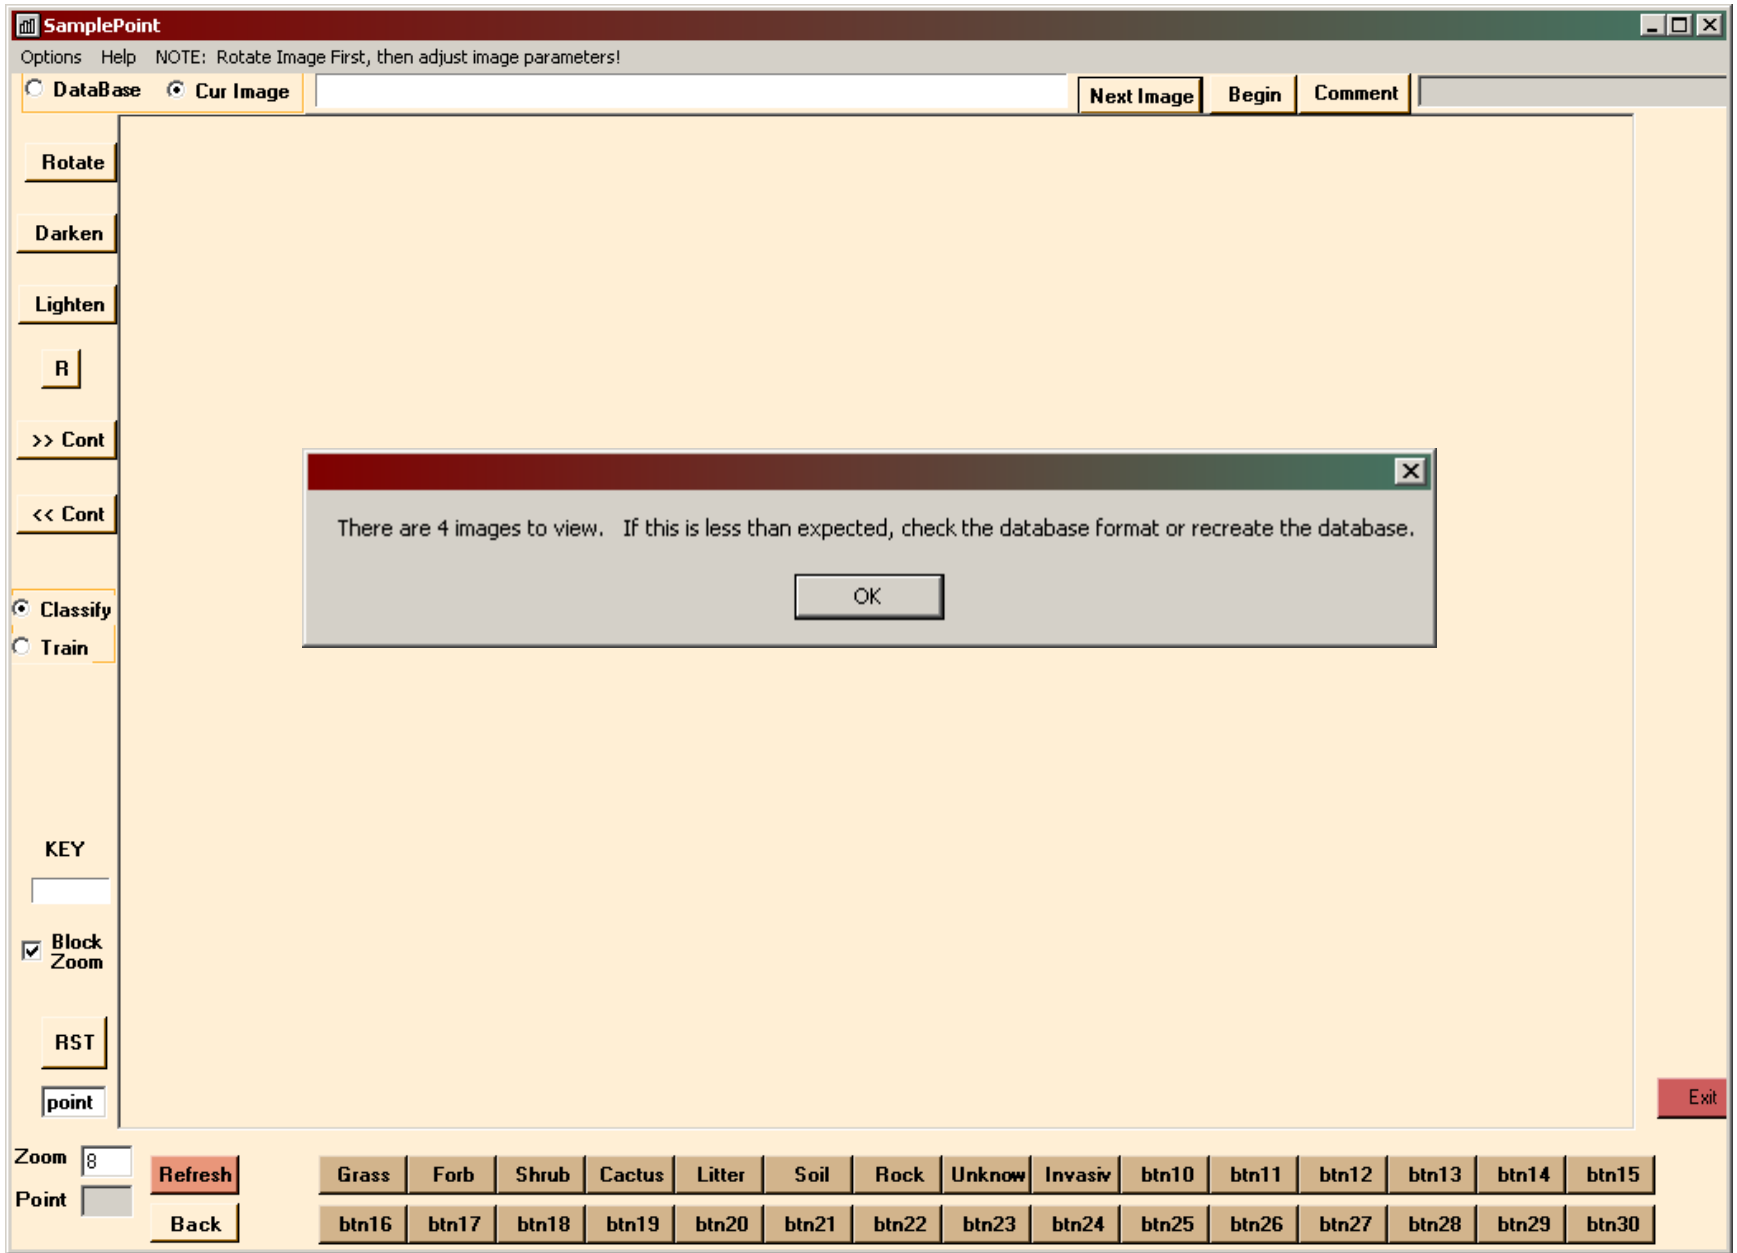 SamplePoint
Options Help NOTE: Rotate Image First, then adjust image parameters!
DataBase Cur Image Next Image Begin Comment
Rotate
Darken
Lighten
R
>> Cont
<< Cont
There are 4 images to view. If this is less than expected, check the database format or recreate the database.
OK
Classify
Train
KEY
Block
Zoom
RST
point
Exit
Zoom 8
Point
Refresh
Back
Grass Forb Shrub Cactus Litter Soil Rock Unknow Invasiv btn10 btn11 btn12 btn13 btn14 btn15
btn16 btn17 btn18 btn19 btn20 btn21 btn22 btn23 btn24 btn25 btn26 btn27 btn28 btn29 btn30